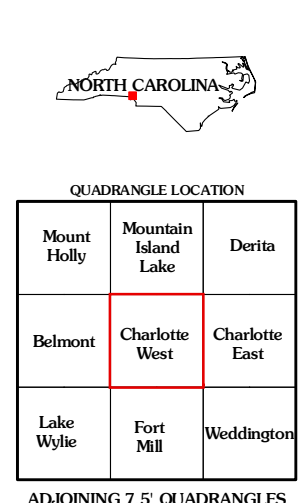 NORTH CAROLINA
QUADRANGLE LOCATION
Mount
Holly
Mountain
Island
Lake
Derita
Belmont
Charlotte
West
Charlotte
East
Lake
Wylie
Fort
Mill
Weddington
ADJOINING 7.5' QUADRANGLES